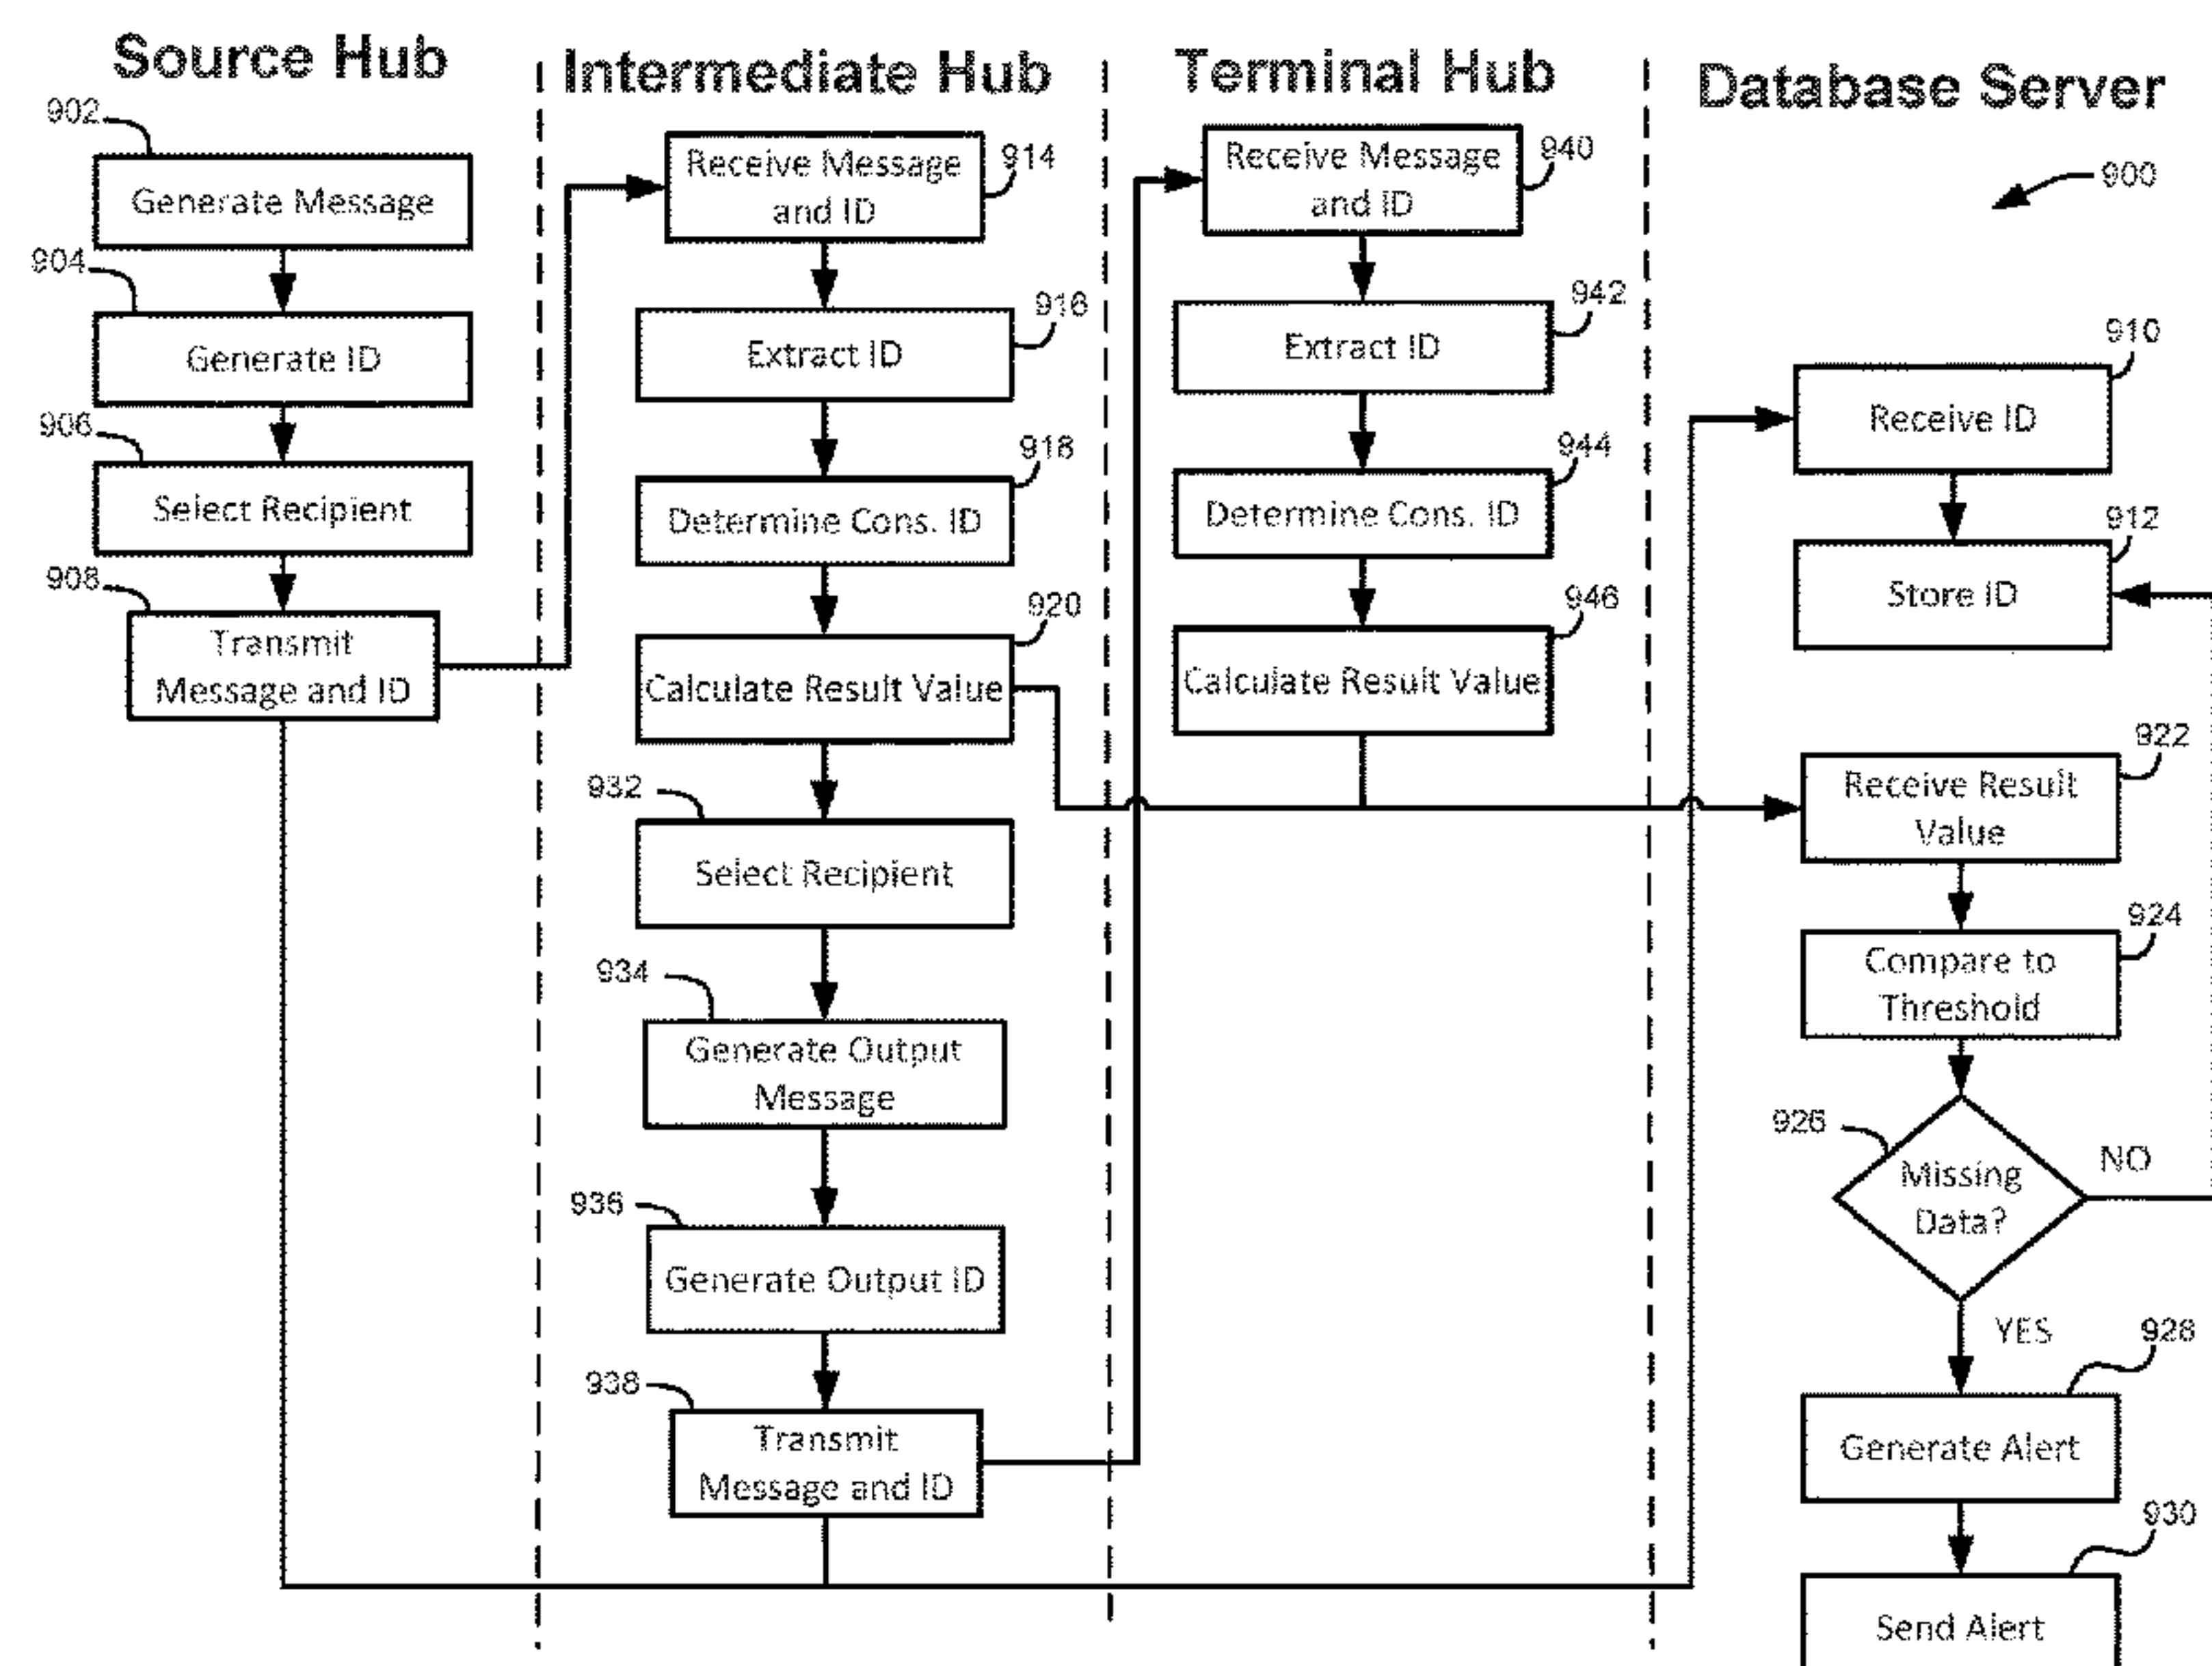 Source Hub
902
Generate Message
904
Generate ID
906
Select Recipient
908
Transmit
Message and ID
Intermediate Hub
Receive Message
and ID
914
Extract ID
916
Determine Cons. ID
918
Calculate Result Value
920
932
Select Recipient
934
Generate Output
Message
936
Generate Output ID
938
Transmit
Message and ID
Terminal Hub
Receive Message
and ID
940
Extract ID
942
Determine Cons. ID
944
Calculate Result Value
946
Database Server
900
910
Receive ID
912
Store ID
922
Receive Result
Value
924
Compare to
Threshold
926
Missing
Data?
NO
YES
928
Generate Alert
930
Send Alert